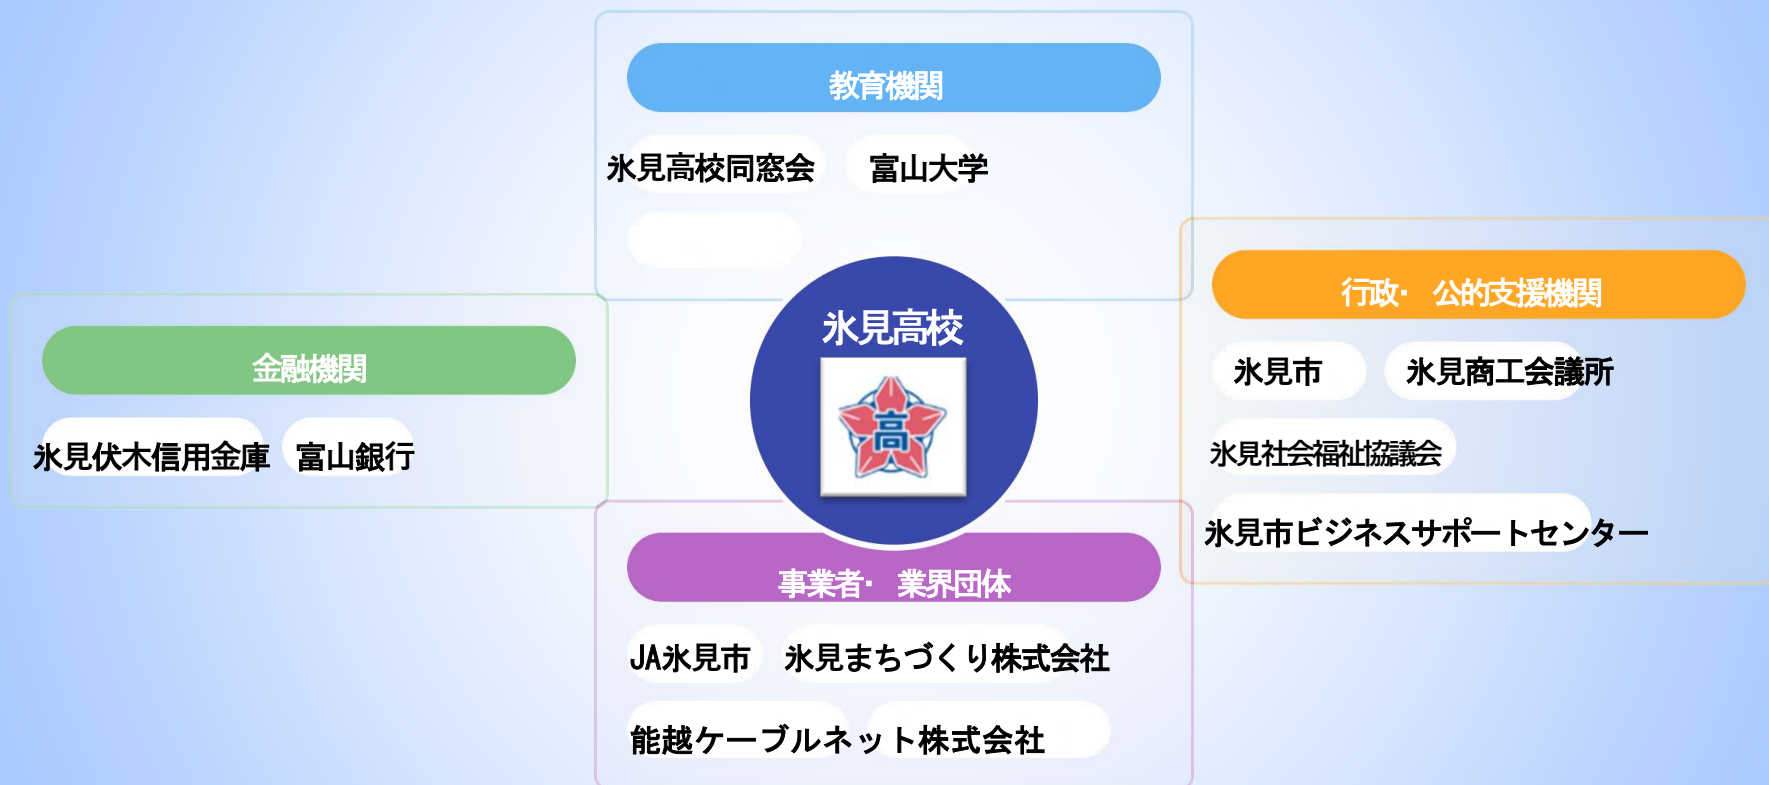 教育機関
氷見高校同窓会 富山大学
行政・ 公的支援機関
氷見市 氷見商工会議所
氷見社会福祉協議会
氷見市ビジネスサポートセンター
氷見高校
高
金融機関
氷見伏木信用金庫 富山銀行
事業者・ 業界団体
JA氷見市 氷見まちづくり株式会社
能越ケーブルネット株式会社